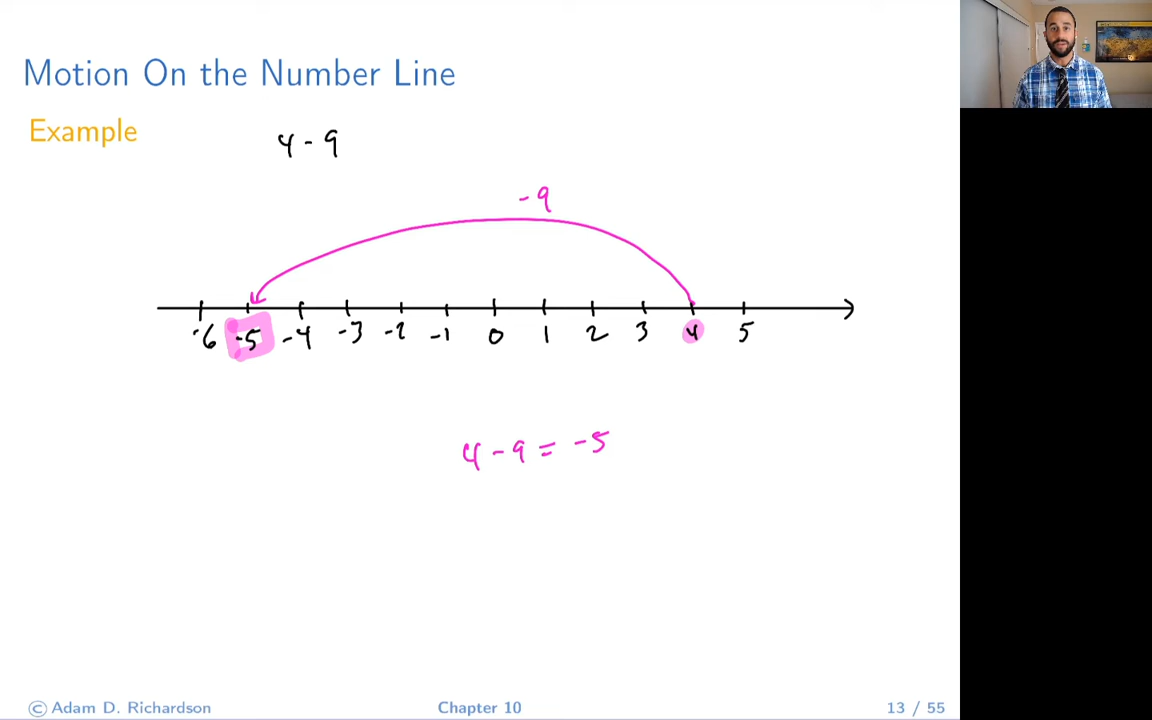 Motion On the Number Line
Example
4 - 9
-9
-6 -5 -4 -3 -2 -1 0 1 2 3 4 5
4 - 9 = -5
© Adam D. Richardson Chapter 10 13 / 55